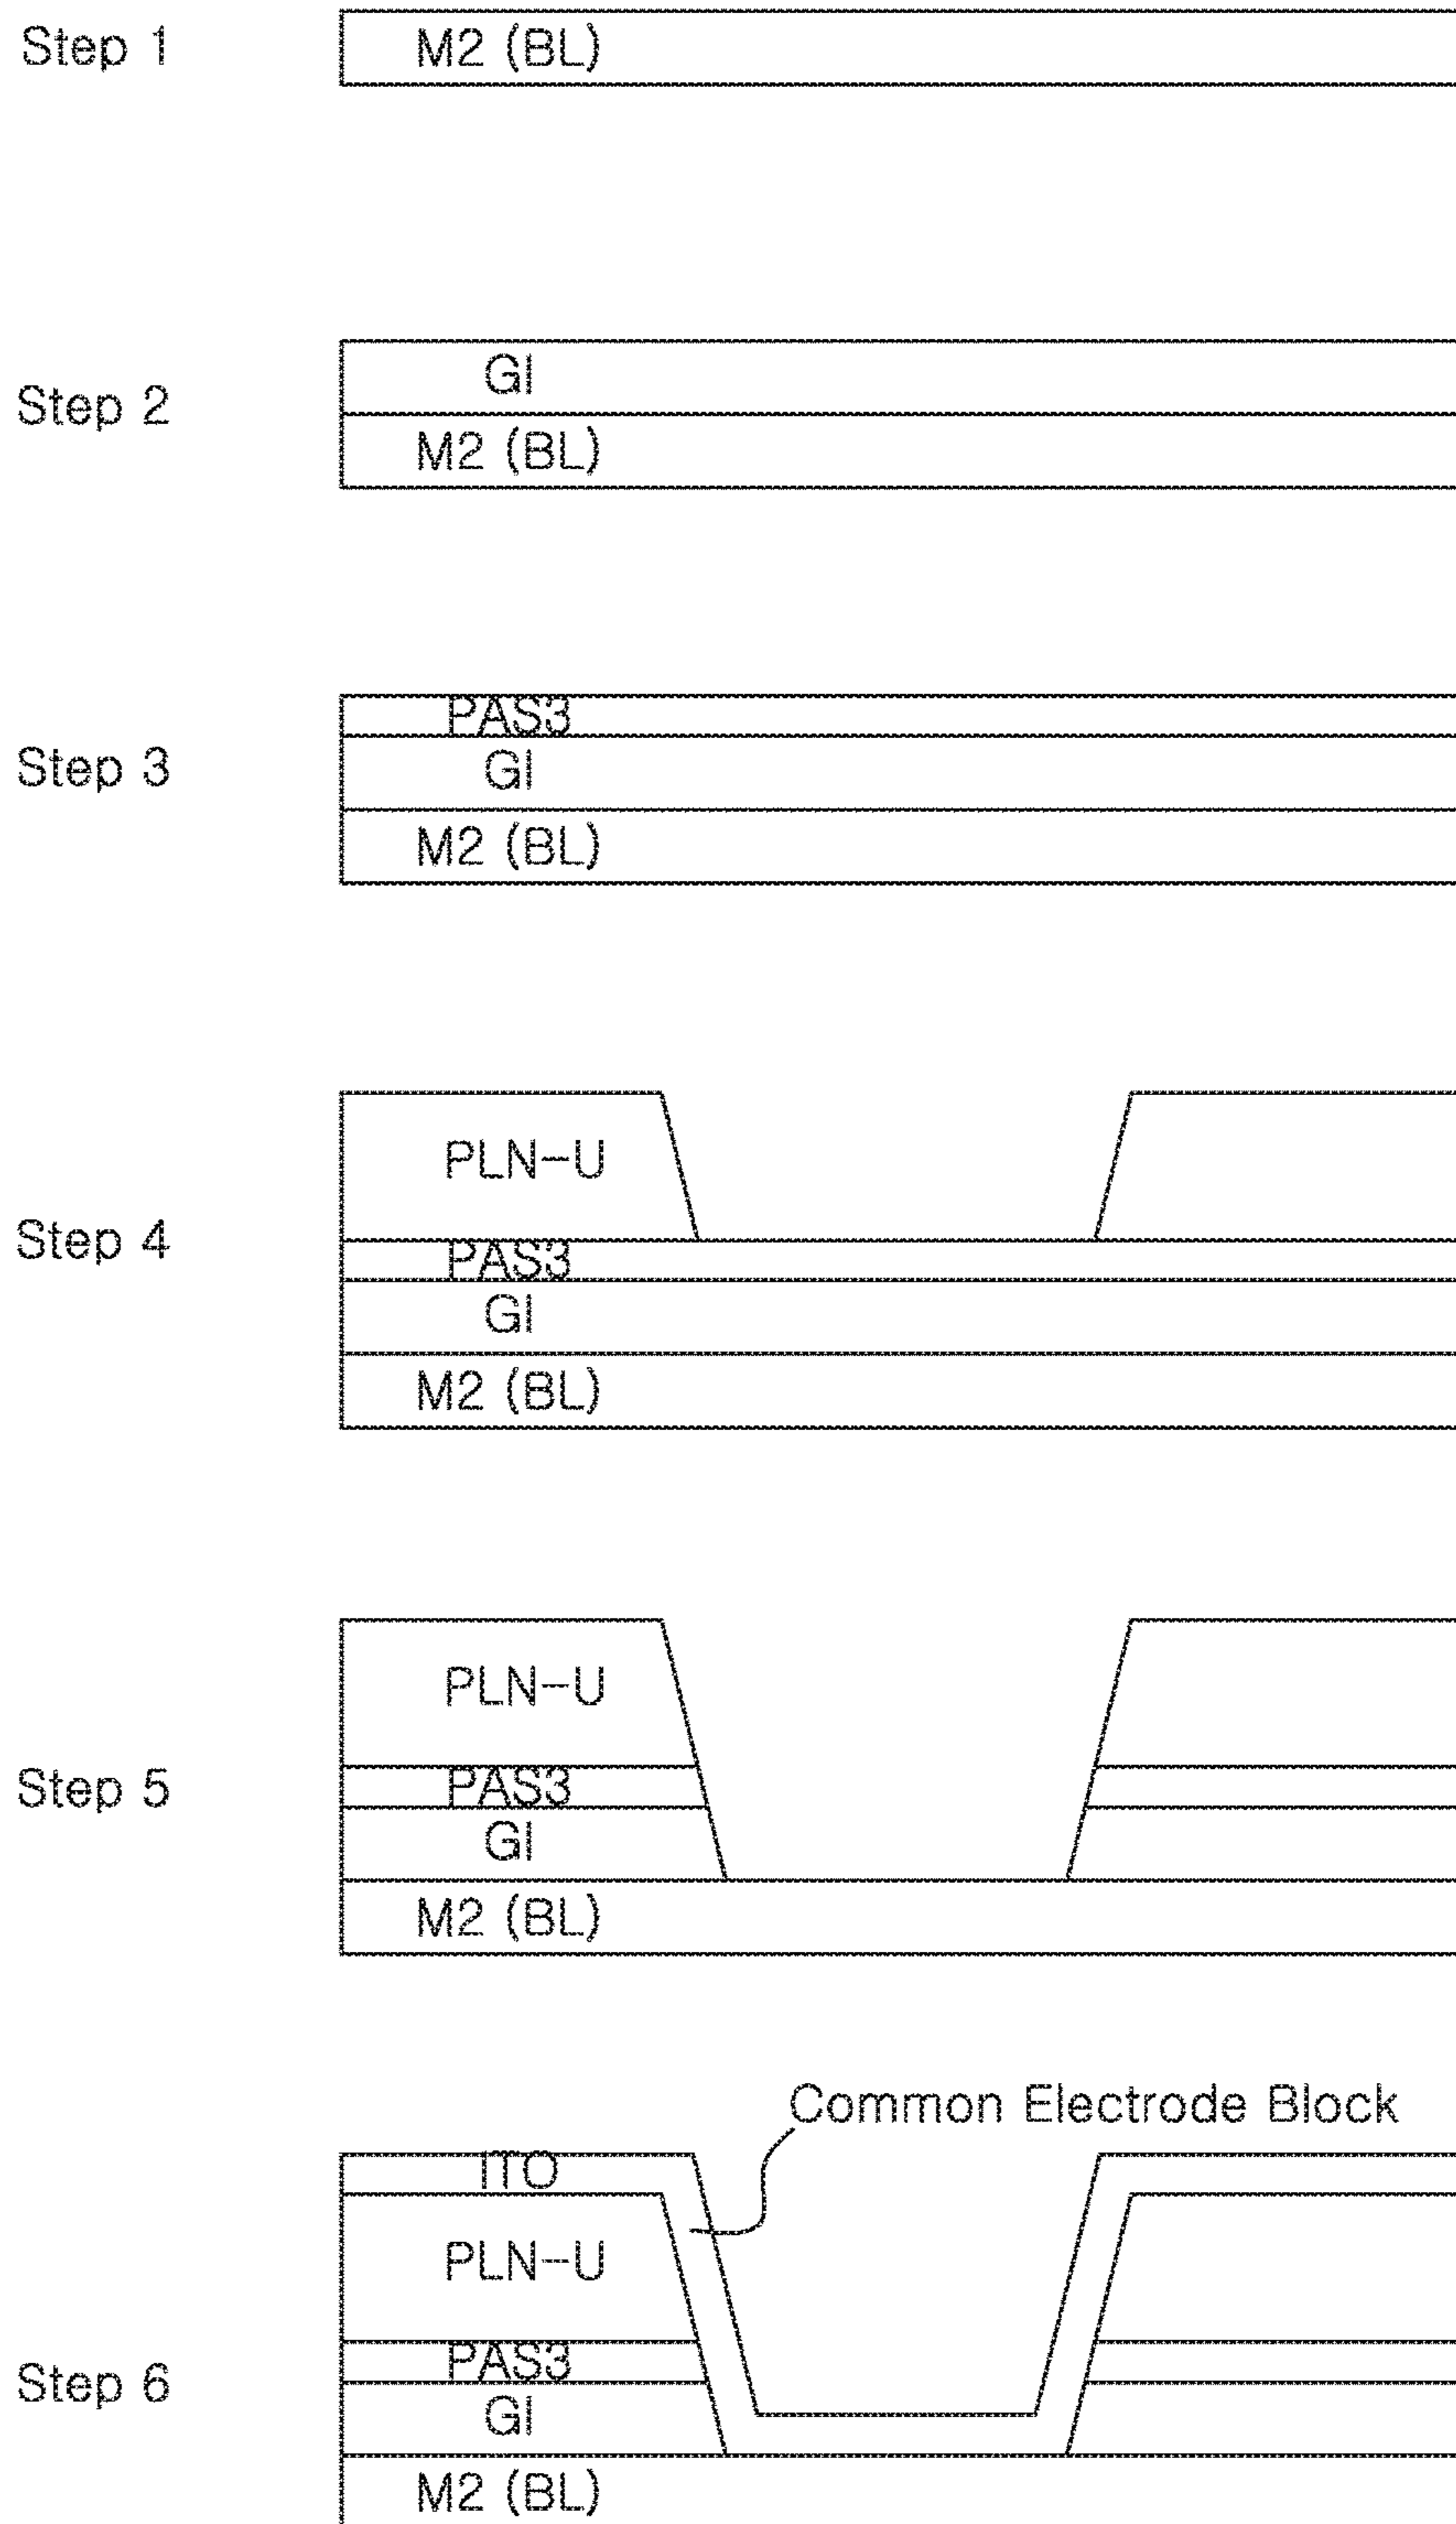 Step 1
M2 (BL)
Step 2
GI
M2 (BL)
Step 3
PAS3
GI
M2 (BL)
Step 4
PLN-U
PAS3
GI
M2 (BL)
Step 5
PLN-U
PAS3
GI
M2 (BL)
Common Electrode Block
Step 6
ITO
PLN-U
PAS3
GI
M2 (BL)